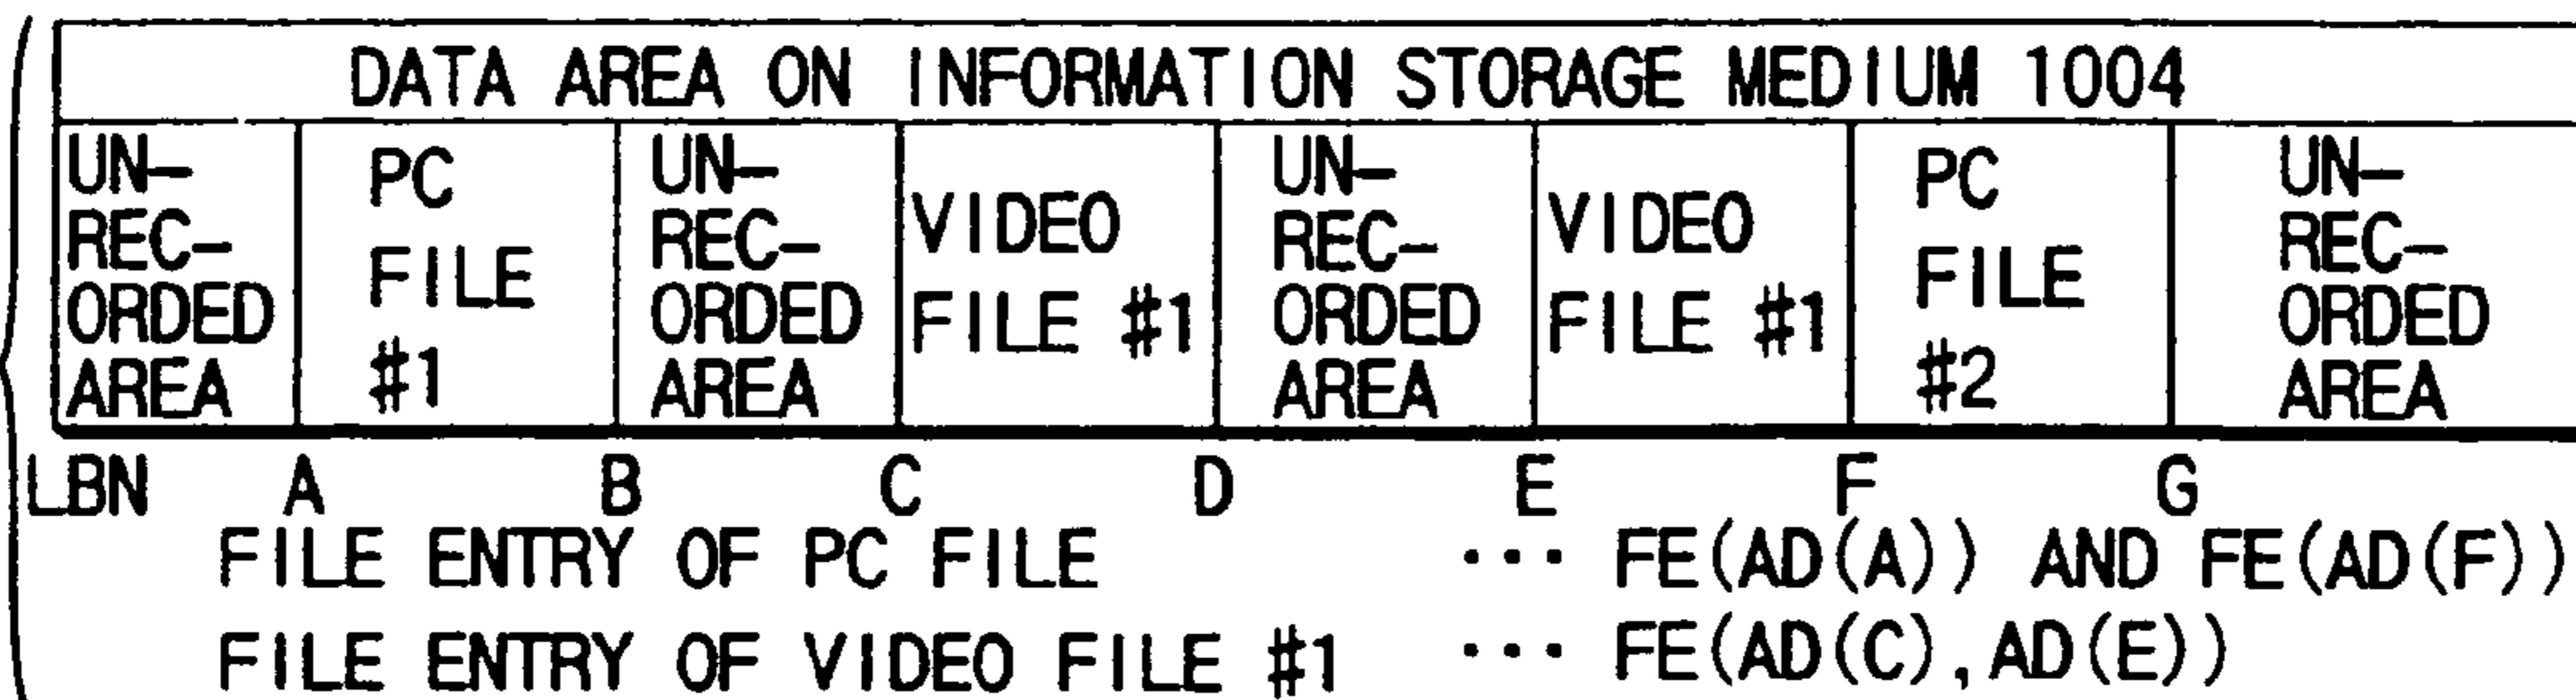 DATA AREA ON INFORMATION STORAGE MEDIUM 1004
UN-
REC-
ORDED
AREA
PC
FILE
#1
UN-
REC-
ORDED
AREA
VIDEO
FILE #1
UN-
REC-
ORDED
AREA
VIDEO
FILE #1
PC
FILE
#2
UN-
REC-
ORDED
AREA
LBN A B C D E F G
FILE ENTRY OF PC FILE ··· FE(AD(A)) AND FE(AD(F))
FILE ENTRY OF VIDEO FILE #1 ··· FE(AD(C),AD(E))